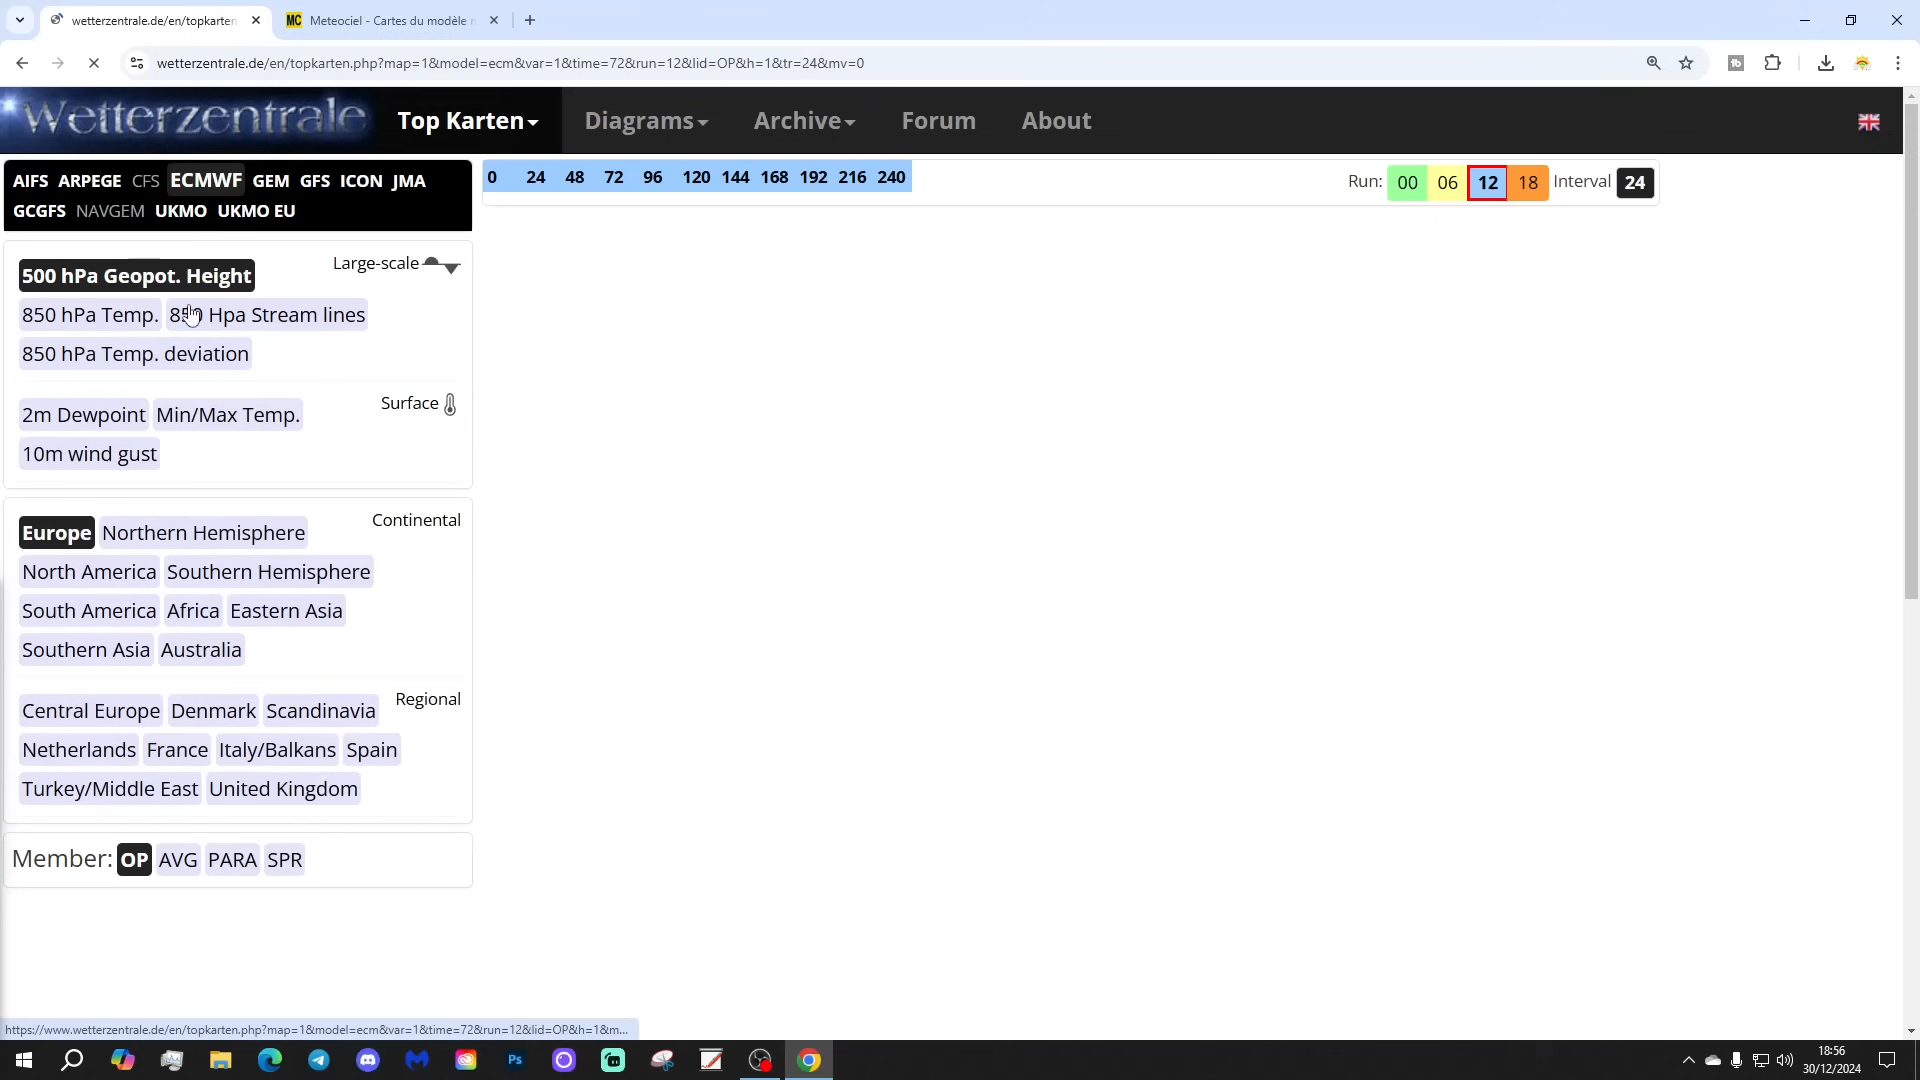 wetterzentrale.de/en/topkarten
Meteociel - Cartes du modèle
wetterzentrale.de/en/topkarten.php?map=1&model=ecm&var=1&time=72&run=12&lid=OP&h=1&tr=24&mv=0
Wetterzentrale Top Karten Diagrams Archive Forum About
AIFS ARPEGE CFS ECMWF GEM GFS ICON JMA
GCGFS NAVGEM UKMO UKMO EU
0 24 48 72 96 120 144 168 192 216 240
Run: 00 06 12 18 Interval 24
Large-scale
500 hPa Geopot. Height
850 hPa Temp. 850 Hpa Stream lines
850 hPa Temp. deviation
Surface
2m Dewpoint Min/Max Temp.
10m wind gust
Continental
Europe Northern Hemisphere
North America Southern Hemisphere
South America Africa Eastern Asia
Southern Asia Australia
Regional
Central Europe Denmark Scandinavia
Netherlands France Italy/Balkans Spain
Turkey/Middle East United Kingdom
Member: OP AVG PARA SPR
https://www.wetterzentrale.de/en/topkarten.php?map=1&model=ecm&var=1&time=72&run=12&lid=OP&h=1&m...
Ps
18:56
30/12/2024